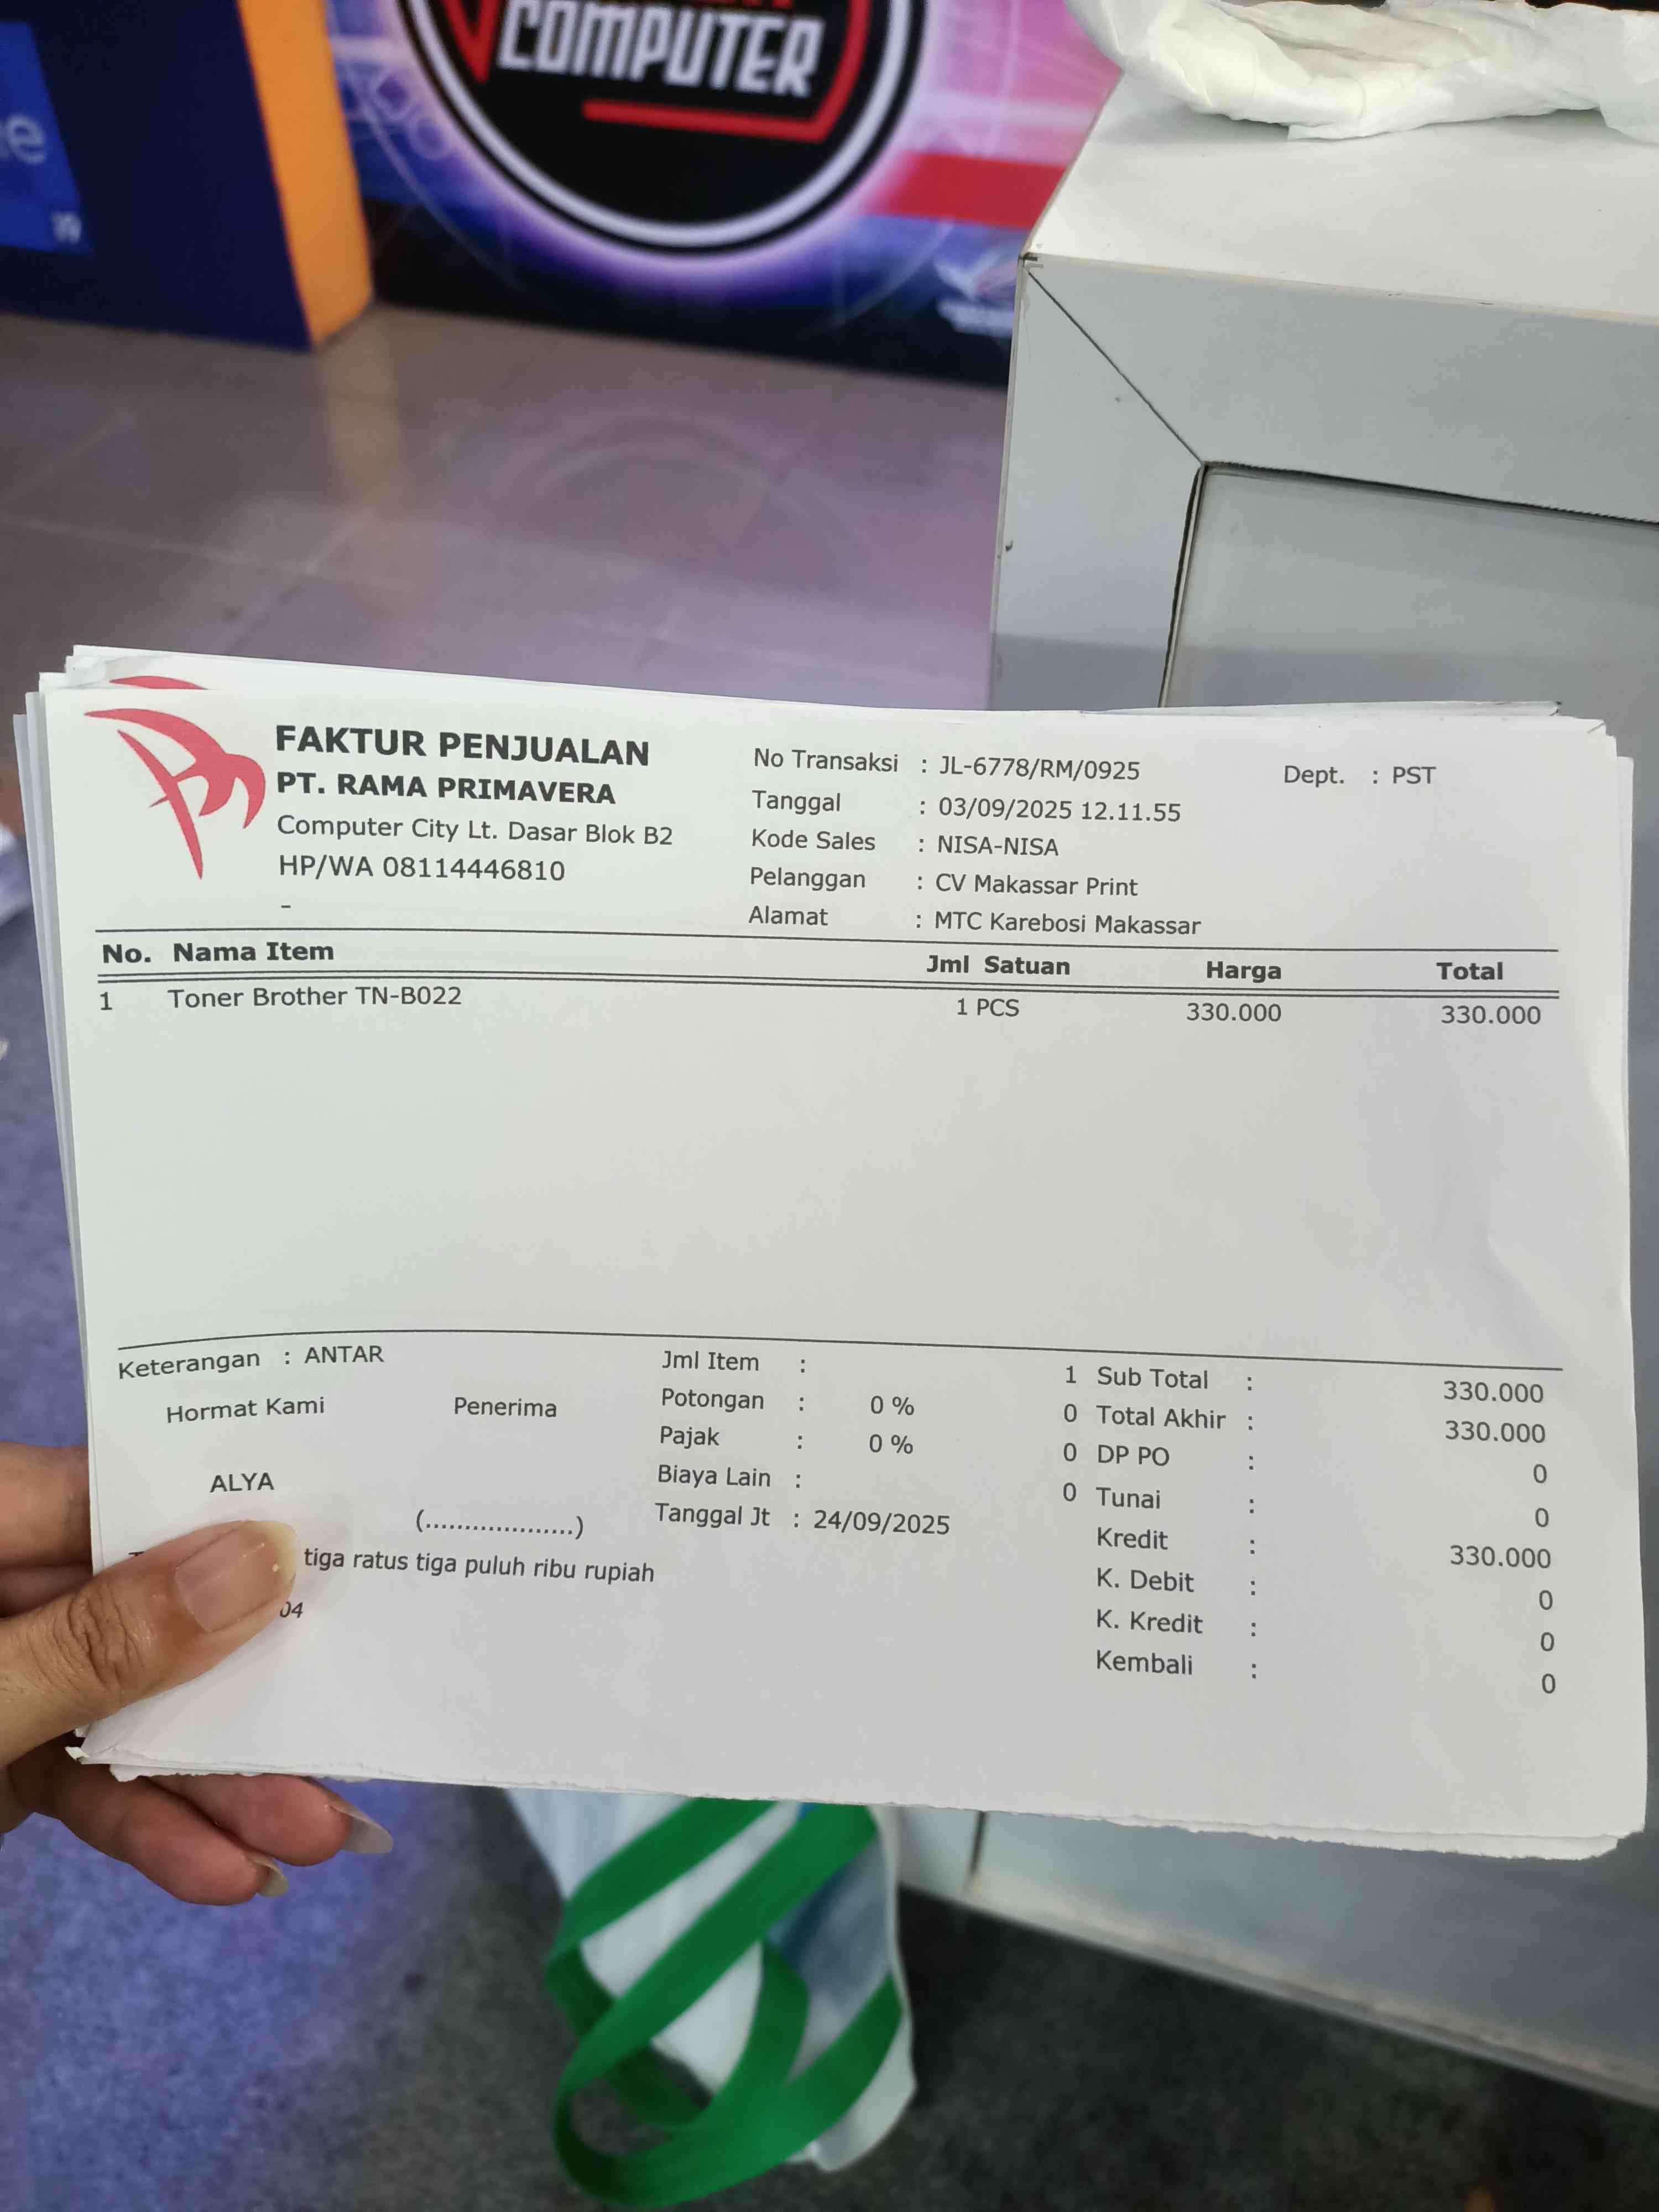 COMPUTER
FAKTUR PENJUALAN
PT. RAMA PRIMAVERA
Computer City Lt. Dasar Blok B2
HP/WA 08114446810
-
No Transaksi : JL-6778/RM/0925
Dept. : PST
Tanggal : 03/09/2025 12.11.55
Kode Sales : NISA-NISA
Pelanggan : CV Makassar Print
Alamat : MTC Karebosi Makassar
No. Nama Item Jml Satuan Harga Total
1 Toner Brother TN-B022 1 PCS 330.000 330.000
Keterangan : ANTAR
Hormat Kami Penerima
ALYA
(...................)
tiga ratus tiga puluh ribu rupiah
04
Jml Item : 1
Potongan : 0 % 0
Pajak : 0 % 0
Biaya Lain : 0
Tanggal Jt : 24/09/2025
Sub Total : 330.000
Total Akhir : 330.000
DP PO : 0
Tunai : 0
Kredit : 330.000
K. Debit : 0
K. Kredit : 0
Kembali : 0